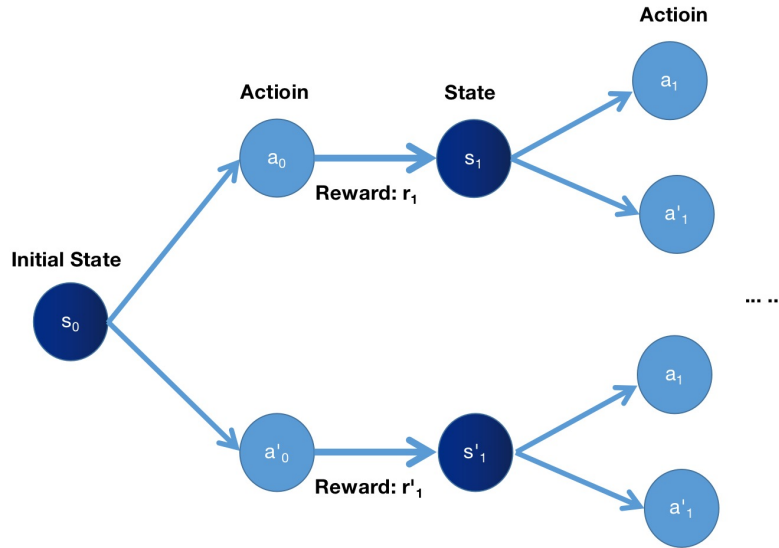 Actioin
a1
Actioin
State
a0
s1
Reward: r1
a'1
Initial State
s0
... ..
a1
a'0
s'1
Reward: r'1
a'1